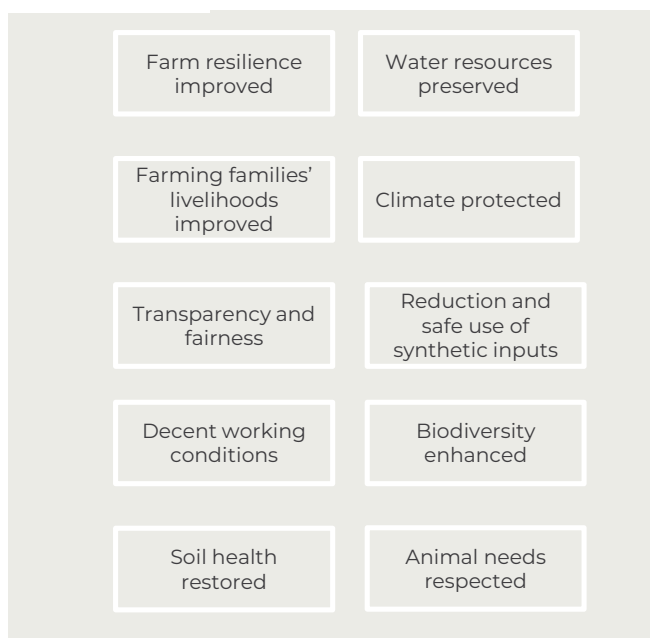 Farm resilience
improved
Water resources
preserved
Farming families’
livelihoods
improved
Climate protected
Transparency and
fairness
Reduction and
safe use of
synthetic inputs
Decent working
conditions
Biodiversity
enhanced
Soil health
restored
Animal needs
respected